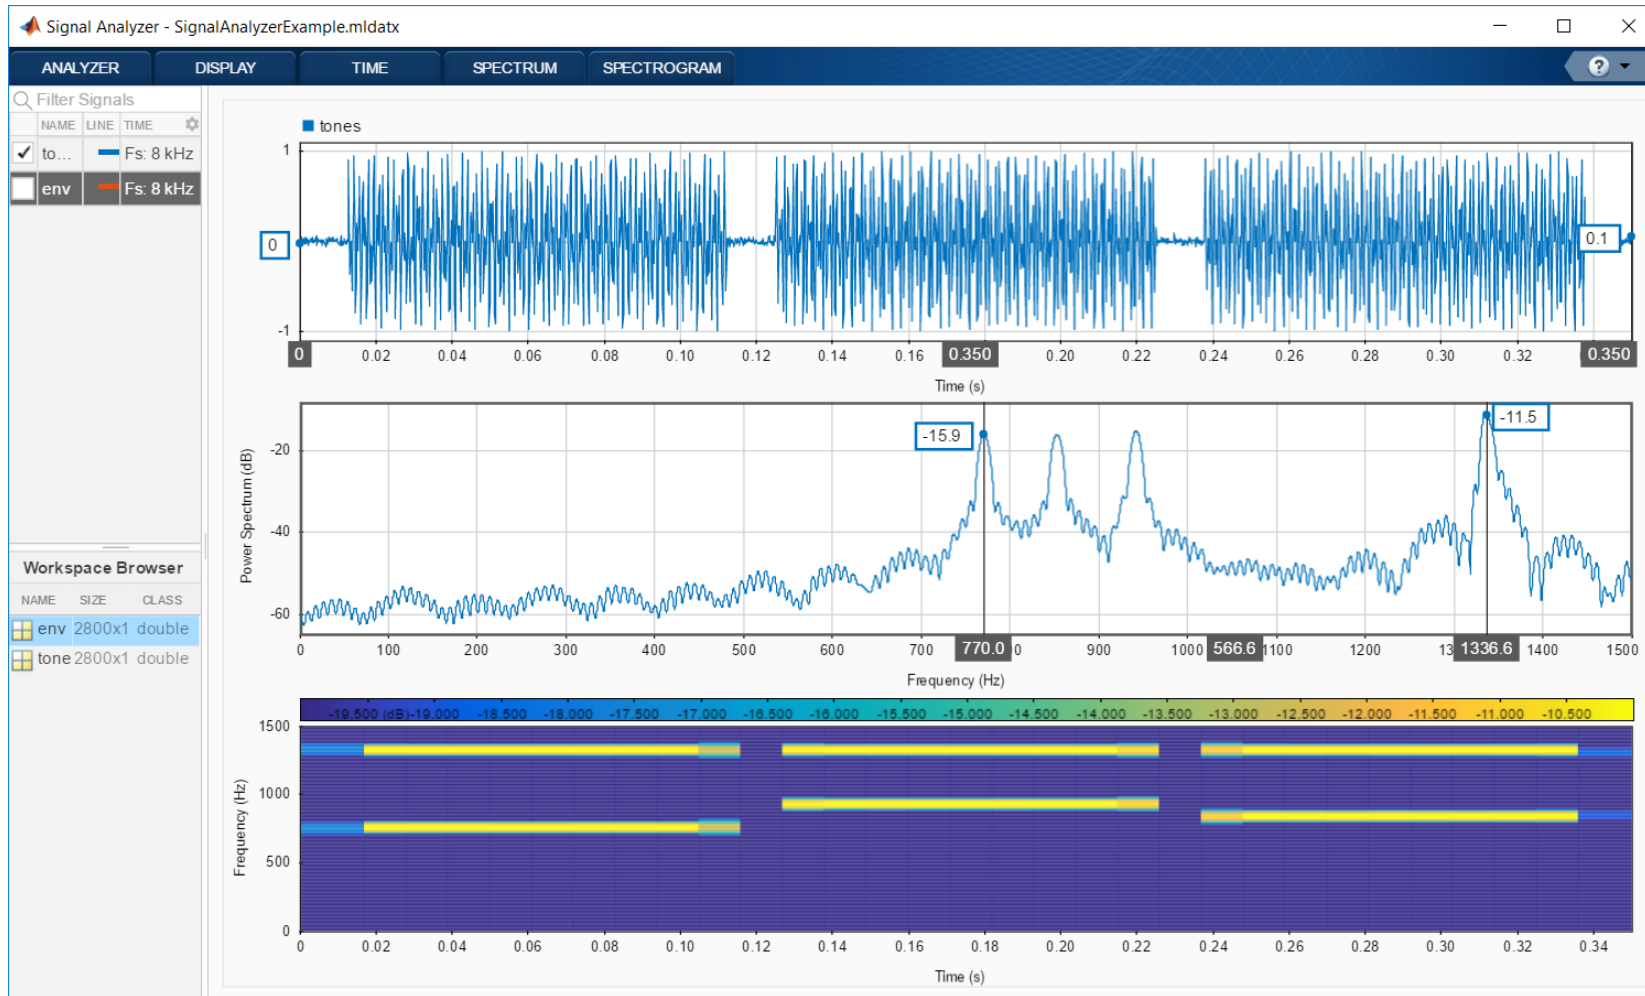 Signal Analyzer - SignalAnalyzerExample.mldatx
ANALYZER DISPLAY TIME SPECTRUM SPECTROGRAM ?
Filter Signals
NAME LINE TIME
to... Fs: 8 kHz
env Fs: 8 kHz
Workspace Browser
NAME SIZE CLASS
env 2800x1 double
tone 2800x1 double
tones
1
0
0.1
-1
0 0.02 0.04 0.06 0.08 0.10 0.12 0.14 0.16 0.350 0.20 0.22 0.24 0.26 0.28 0.30 0.32 0.350
Time (s)
-11.5
-15.9
-20
Power Spectrum (dB)
-40
-60
0 100 200 300 400 500 600 700 770.0 0 900 1000 566.6 1100 1200 13 1336.6 1400 1500
Frequency (Hz)
-19.500 (dB) -19.000 -18.500 -18.000 -17.500 -17.000 -16.500 -16.000 -15.500 -15.000 -14.500 -14.000 -13.500 -13.000 -12.500 -12.000 -11.500 -11.000 -10.500
1500
1000
Frequency (Hz)
500
0
0 0.02 0.04 0.06 0.08 0.10 0.12 0.14 0.16 0.18 0.20 0.22 0.24 0.26 0.28 0.30 0.32 0.34
Time (s)